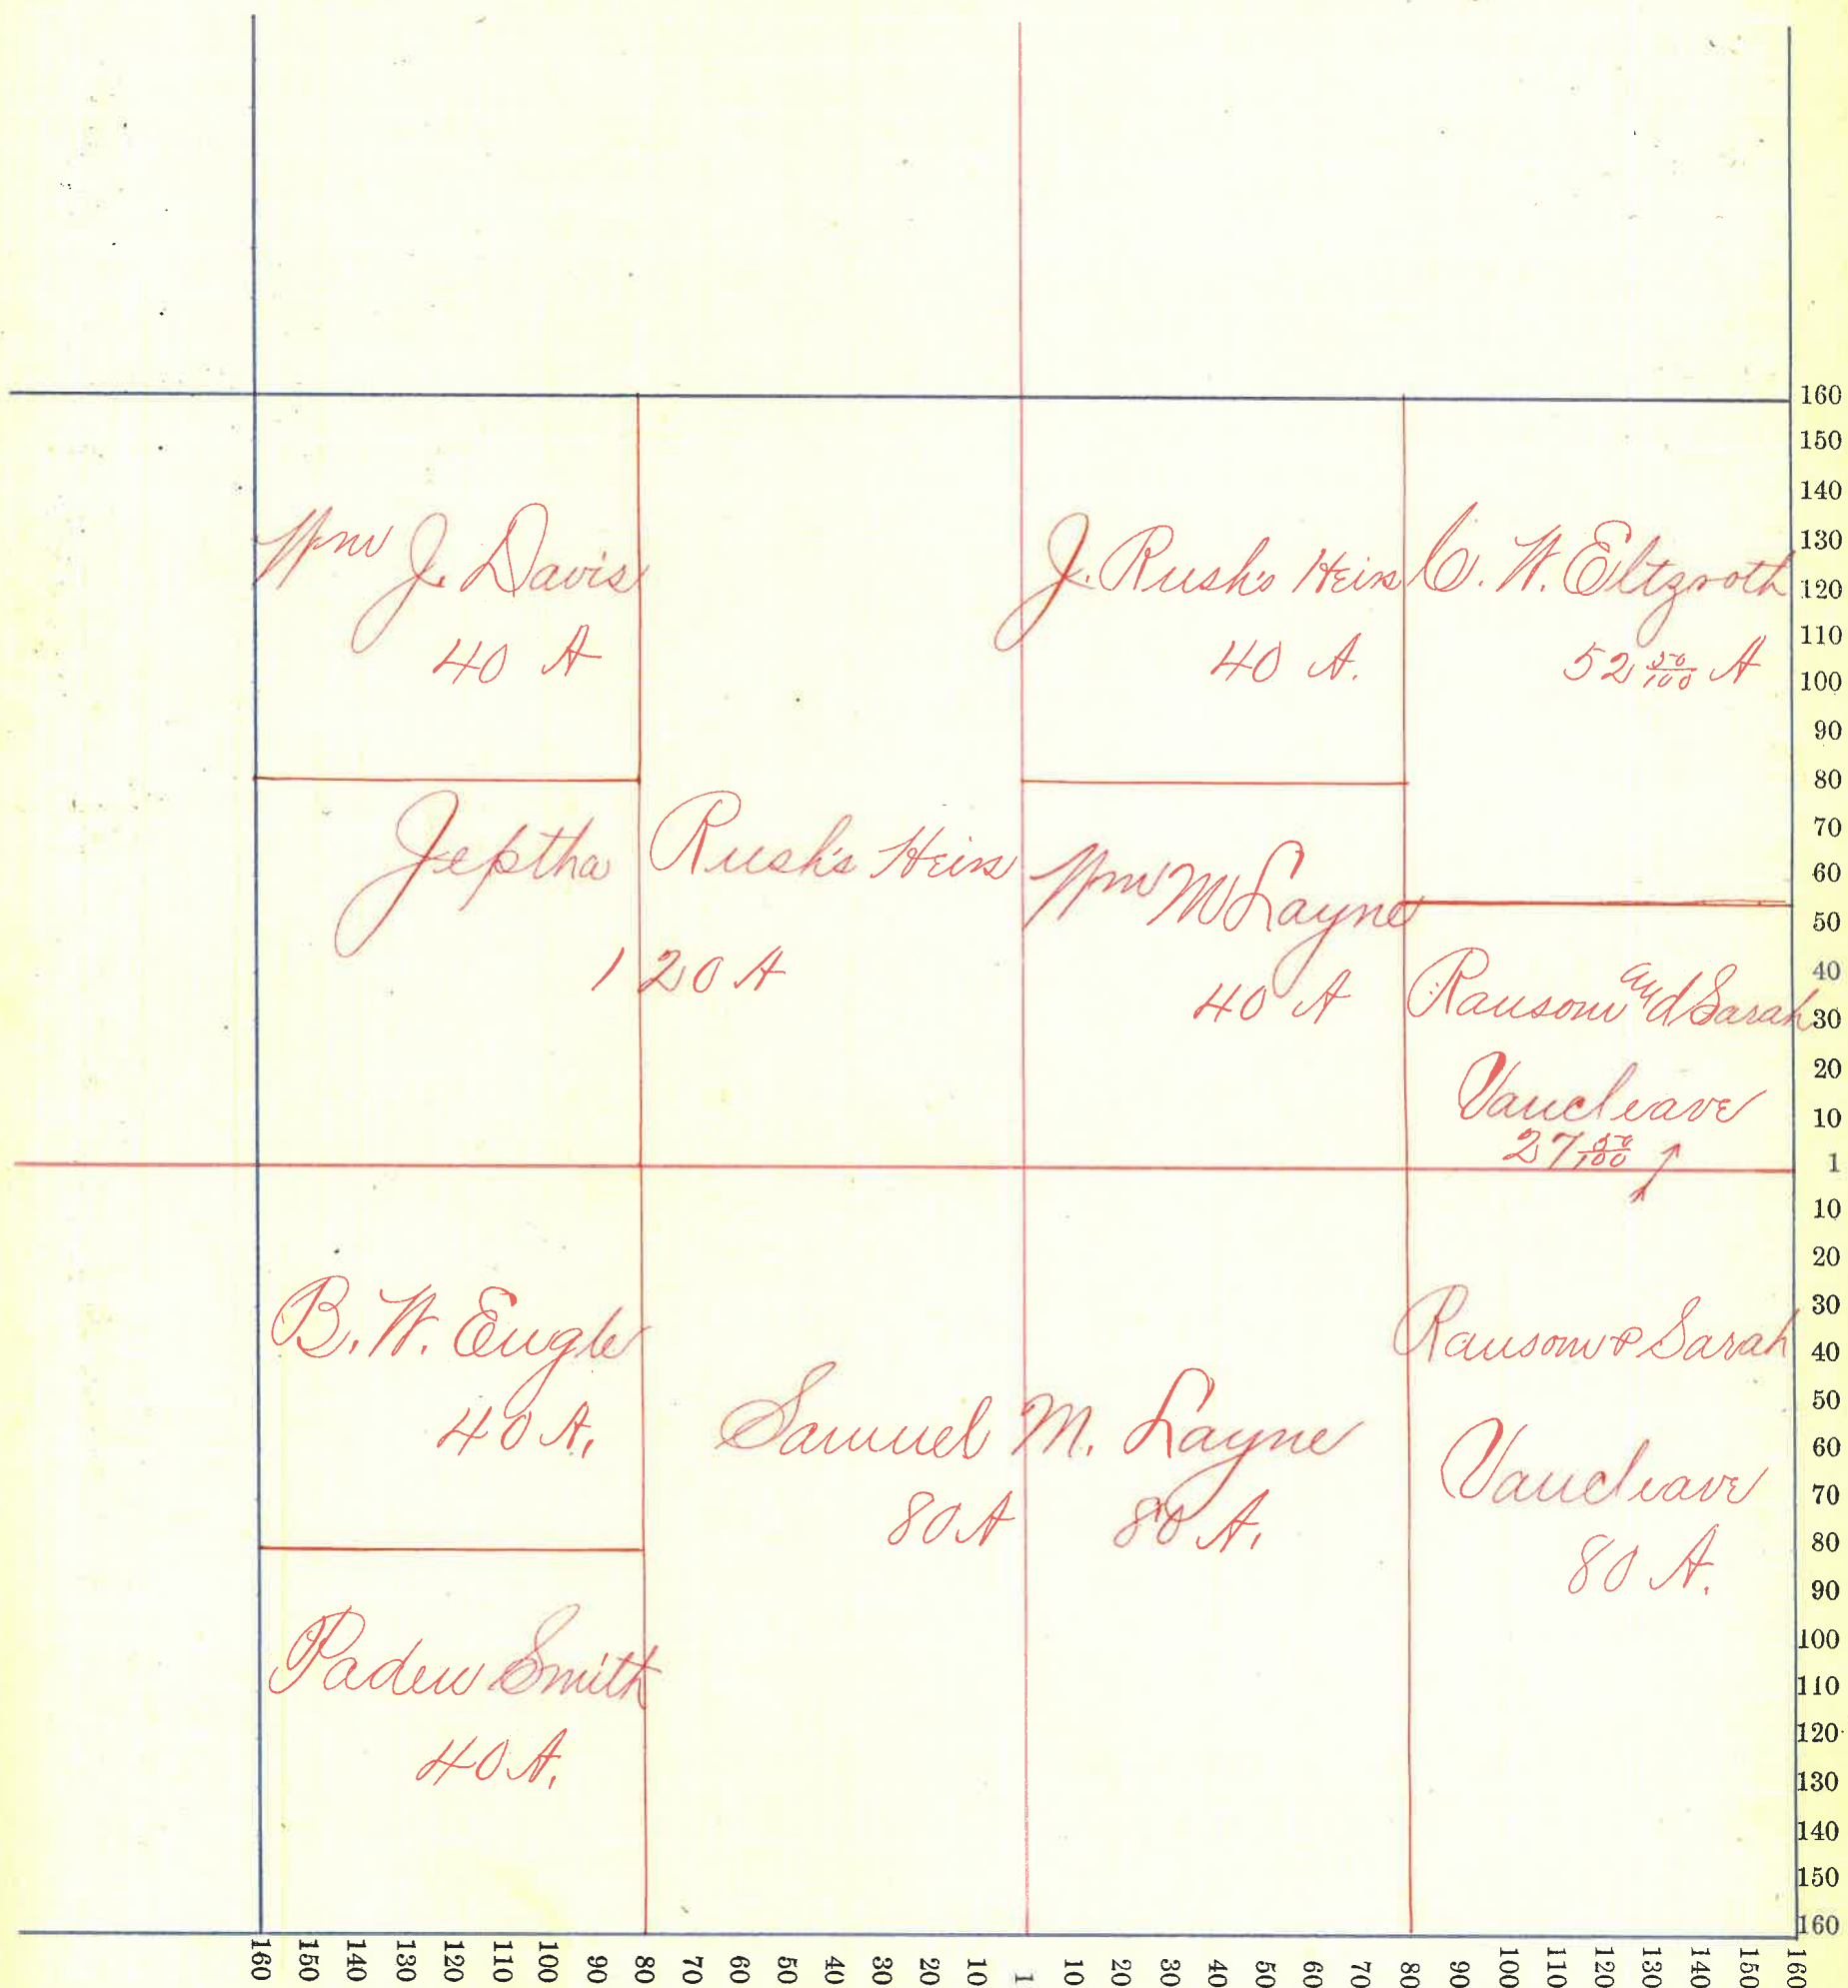 Wm J. Davis
40 A
J. Rush's Heirs
40 A.
C. W. Eltzroth
52 50/100 A
Jeptha Rush's Heirs
120 A
Wm M Layne
40 A
Ransom and Sarah
Vancleave
27 50/100
B. W. Engle
40 A.
Samuel M. Layne
80 A 80 A.
Ransom & Sarah
Vancleave
80 A.
Paden Smith
40 A.
160
150
140
130
120
110
100
90
80
70
60
50
40
30
20
10
1
10
20
30
40
50
60
70
80
90
100
110
120
130
140
150
160
160 150 140 130 120 110 100 90 80 70 60 50 40 30 20 10 1 10 20 30 40 50 60 70 80 90 100 110 120 130 140 150 160